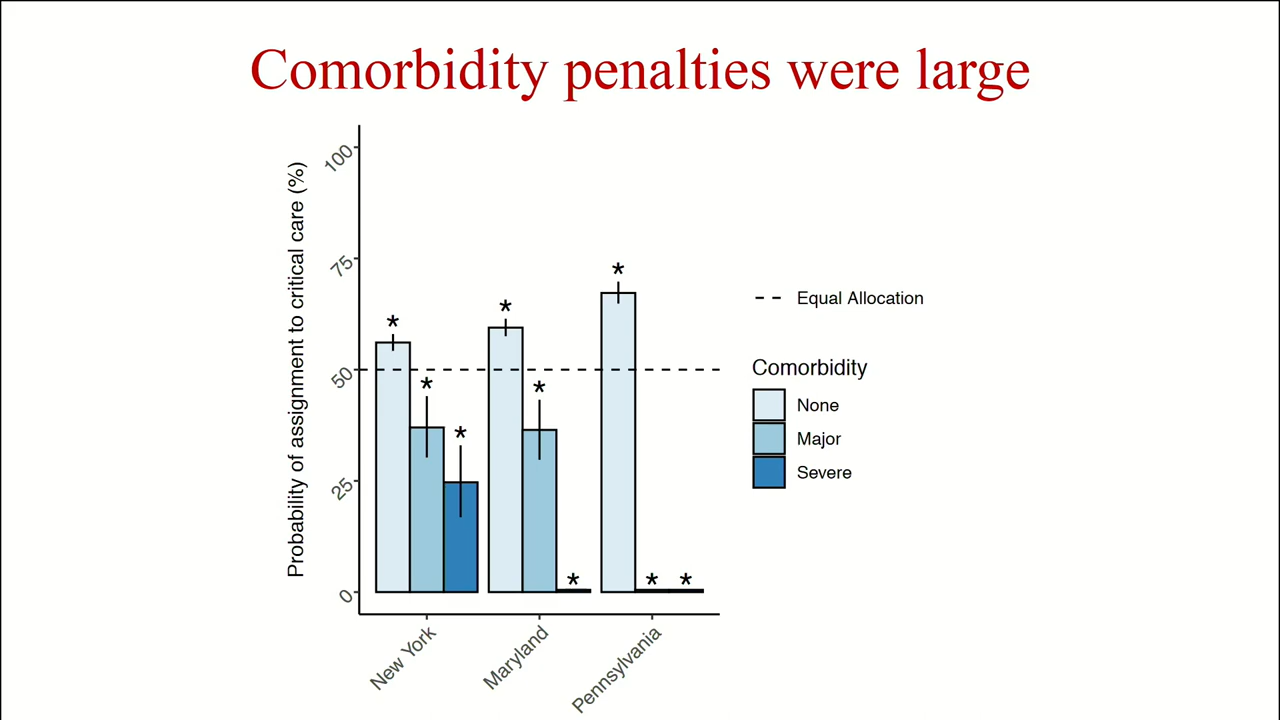 Comorbidity penalties were large
Probability of assignment to critical care (%)
100
75
50
25
0
* * * * * * * * *
New York
Maryland
Pennsylvania
Equal Allocation
Comorbidity
None
Major
Severe